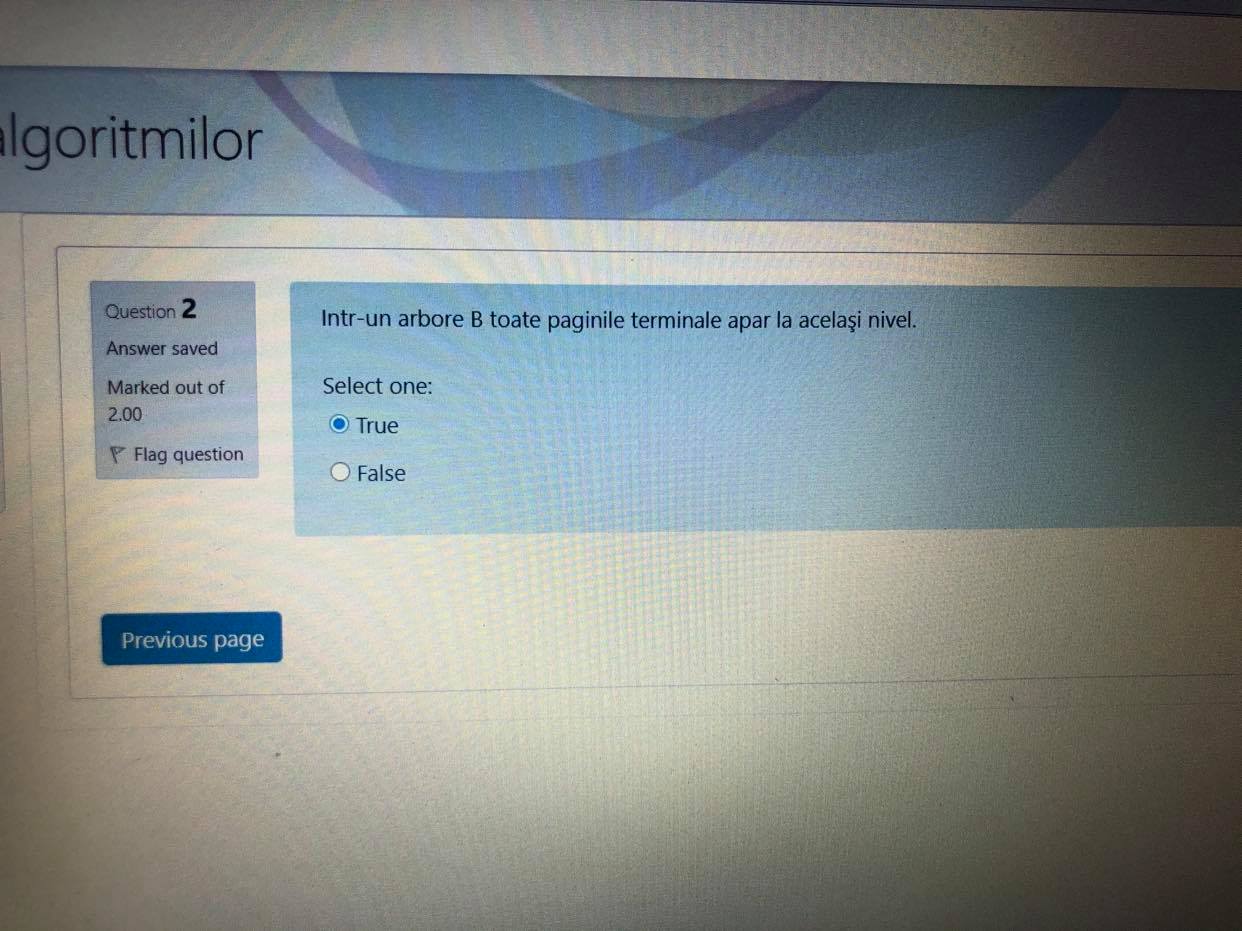 algoritmilor
Question 2
Answer saved
Marked out of
2.00
Flag question
Intr-un arbore B toate paginile terminale apar la acelaşi nivel.
Select one:
True
False
Previous page